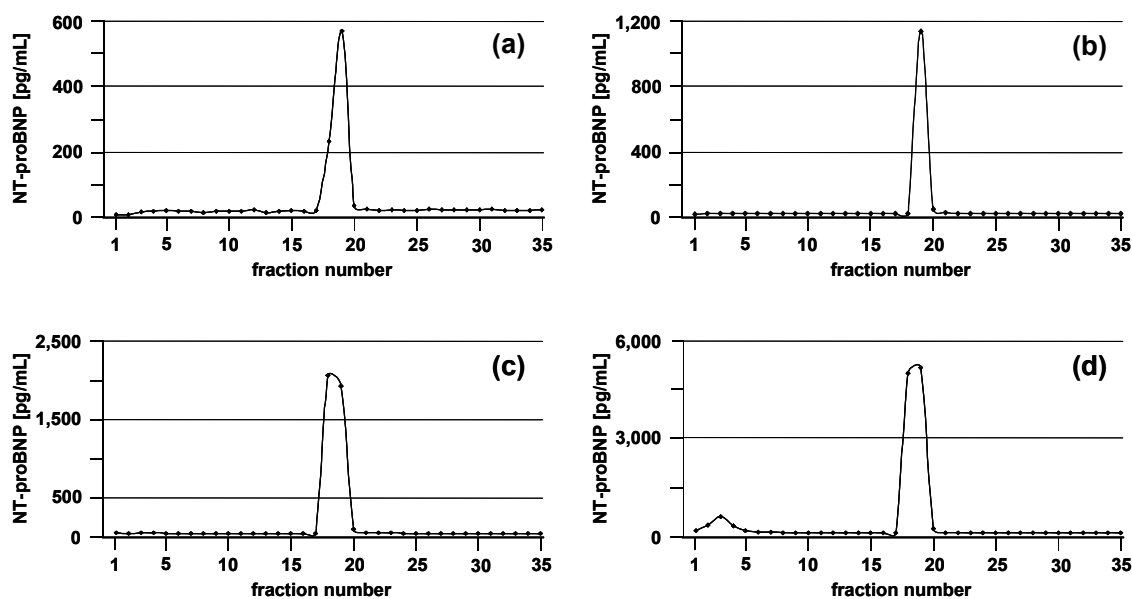 (a)
NT-proBNP [pg/mL]
600
400
200
0
1 5 10 15 20 25 30 35
fraction number
(b)
NT-proBNP [pg/mL]
1,200
800
400
0
1 5 10 15 20 25 30 35
fraction number
(c)
NT-proBNP [pg/mL]
2,500
1,500
500
0
1 5 10 15 20 25 30 35
fraction number
(d)
NT-proBNP [pg/mL]
6,000
3,000
0
1 5 10 15 20 25 30 35
fraction number